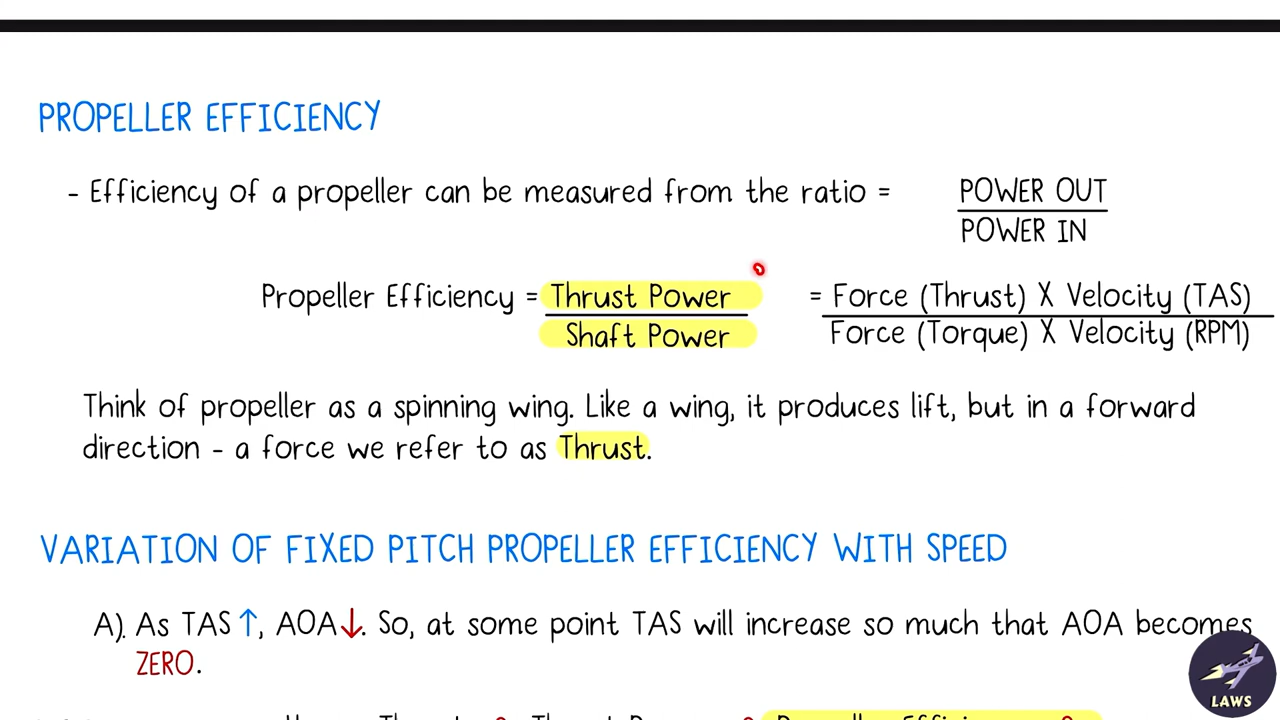 PROPELLER EFFICIENCY
- Efficiency of a propeller can be measured from the ratio = POWER OUT
POWER IN
Propeller Efficiency = Thrust Power = Force (Thrust) X Velocity (TAS)
Shaft Power Force (Torque) X Velocity (RPM)
Think of propeller as a spinning wing. Like a wing, it produces lift, but in a forward
direction - a force we refer to as Thrust.
VARIATION OF FIXED PITCH PROPELLER EFFICIENCY WITH SPEED
A). As TAS ↑, AOA ↓. So, at some point TAS will increase so much that AOA becomes
ZERO.
LAWS